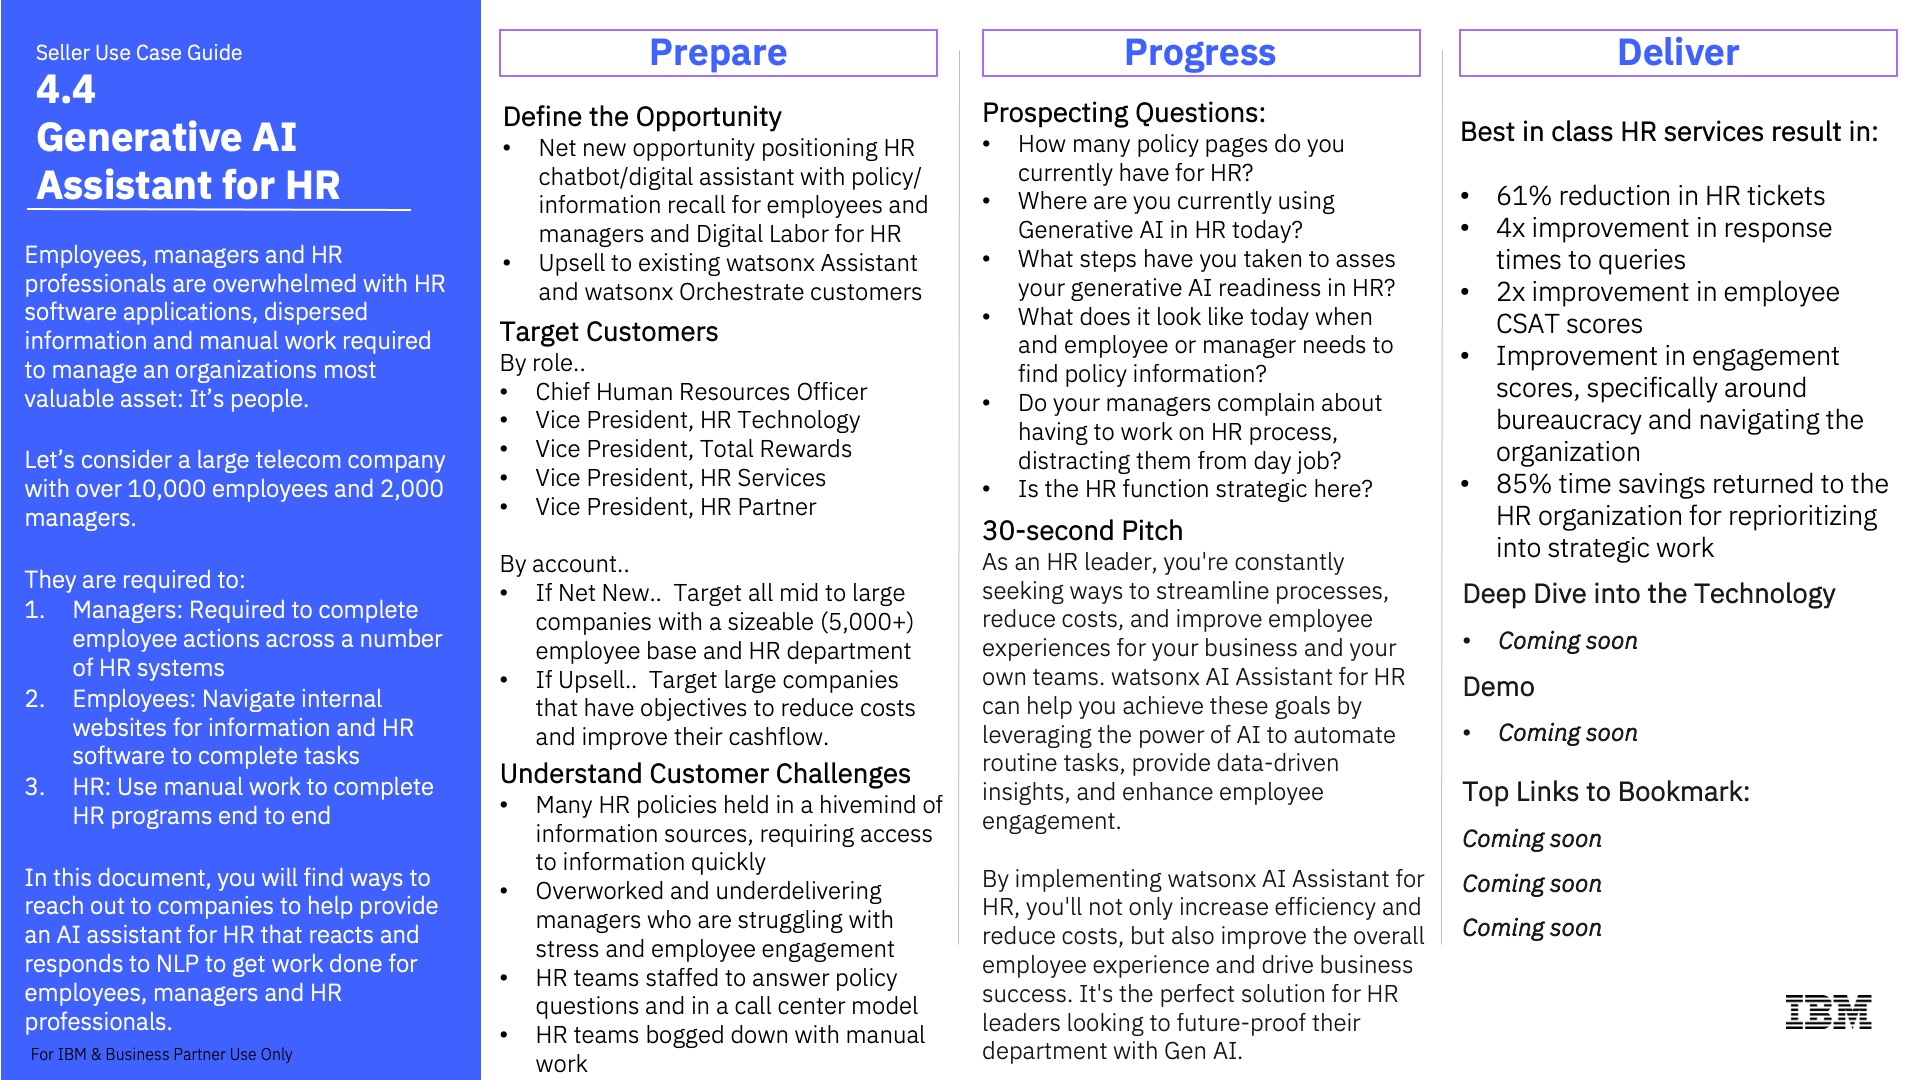 Seller Use Case Guide
4.4
Generative AI
Assistant for HR
Employees, managers and HR
professionals are overwhelmed with HR
software applications, dispersed
information and manual work required
to manage an organizations most
valuable asset: It’s people.
Let’s consider a large telecom company
with over 10,000 employees and 2,000
managers.
They are required to:
1. Managers: Required to complete
employee actions across a number
of HR systems
2. Employees: Navigate internal
websites for information and HR
software to complete tasks
3. HR: Use manual work to complete
HR programs end to end
In this document, you will find ways to
reach out to companies to help provide
an AI assistant for HR that reacts and
responds to NLP to get work done for
employees, managers and HR
professionals.
For IBM & Business Partner Use Only
Prepare
Define the Opportunity
• Net new opportunity positioning HR
chatbot/digital assistant with policy/
information recall for employees and
managers and Digital Labor for HR
• Upsell to existing watsonx Assistant
and watsonx Orchestrate customers
Target Customers
By role..
• Chief Human Resources Officer
• Vice President, HR Technology
• Vice President, Total Rewards
• Vice President, HR Services
• Vice President, HR Partner
By account..
• If Net New.. Target all mid to large
companies with a sizeable (5,000+)
employee base and HR department
• If Upsell.. Target large companies
that have objectives to reduce costs
and improve their cashflow.
Understand Customer Challenges
• Many HR policies held in a hivemind of
information sources, requiring access
to information quickly
• Overworked and underdelivering
managers who are struggling with
stress and employee engagement
• HR teams staffed to answer policy
questions and in a call center model
• HR teams bogged down with manual
work
Progress
Prospecting Questions:
• How many policy pages do you
currently have for HR?
• Where are you currently using
Generative AI in HR today?
• What steps have you taken to asses
your generative AI readiness in HR?
• What does it look like today when
and employee or manager needs to
find policy information?
• Do your managers complain about
having to work on HR process,
distracting them from day job?
• Is the HR function strategic here?
30-second Pitch
As an HR leader, you're constantly
seeking ways to streamline processes,
reduce costs, and improve employee
experiences for your business and your
own teams. watsonx AI Assistant for HR
can help you achieve these goals by
leveraging the power of AI to automate
routine tasks, provide data-driven
insights, and enhance employee
engagement.
By implementing watsonx AI Assistant for
HR, you'll not only increase efficiency and
reduce costs, but also improve the overall
employee experience and drive business
success. It's the perfect solution for HR
leaders looking to future-proof their
department with Gen AI.
Deliver
Best in class HR services result in:
• 61% reduction in HR tickets
• 4x improvement in response
times to queries
• 2x improvement in employee
CSAT scores
• Improvement in engagement
scores, specifically around
bureaucracy and navigating the
organization
• 85% time savings returned to the
HR organization for reprioritizing
into strategic work
Deep Dive into the Technology
• Coming soon
Demo
• Coming soon
Top Links to Bookmark:
Coming soon
Coming soon
Coming soon
IBM